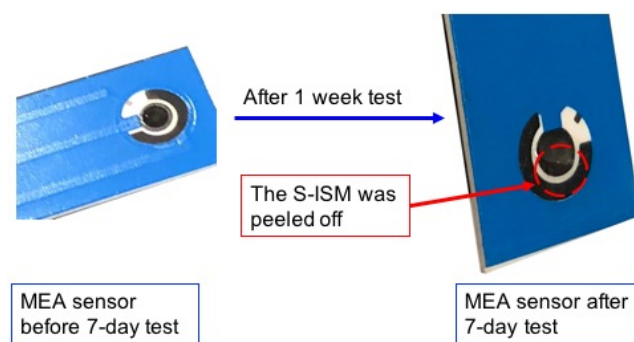 After 1 week test
The S-ISM was
peeled off
MEA sensor
before 7-day test
MEA sensor after
7-day test